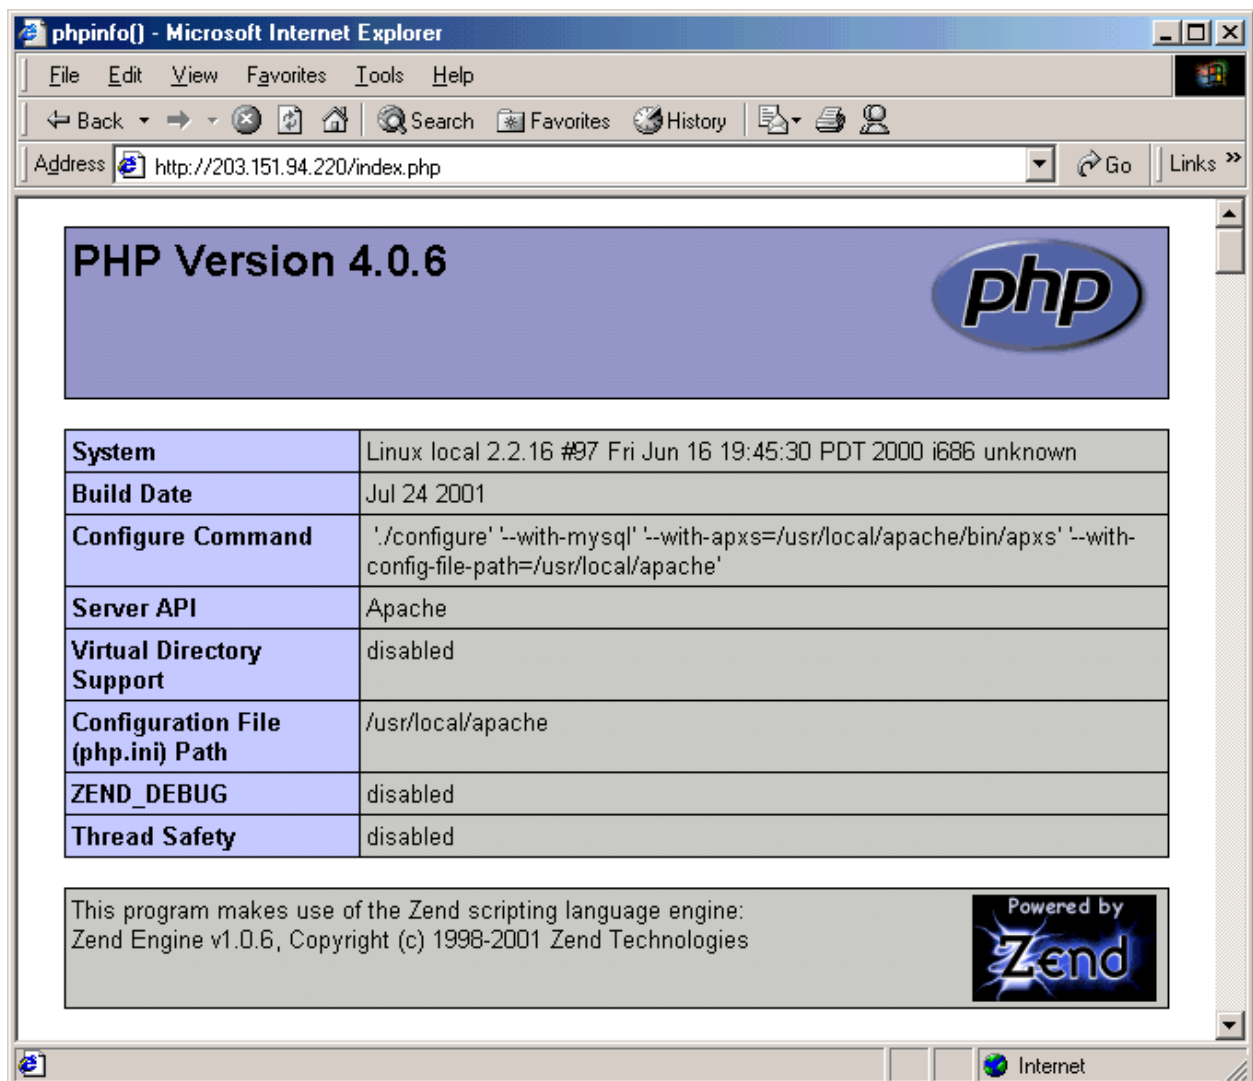 phpinfo() - Microsoft Internet Explorer
File Edit View Favorites Tools Help
Back Search Favorites History
Address http://203.151.94.220/index.php Go Links »
PHP Version 4.0.6
php
System Linux local 2.2.16 #97 Fri Jun 16 19:45:30 PDT 2000 i686 unknown
Build Date Jul 24 2001
Configure Command './configure' '--with-mysql' '--with-apxs=/usr/local/apache/bin/apxs' '--with-
config-file-path=/usr/local/apache'
Server API Apache
Virtual Directory disabled
Support
Configuration File /usr/local/apache
(php.ini) Path
ZEND_DEBUG disabled
Thread Safety disabled
This program makes use of the Zend scripting language engine:
Zend Engine v1.0.6, Copyright (c) 1998-2001 Zend Technologies
Powered by
Zend
Internet